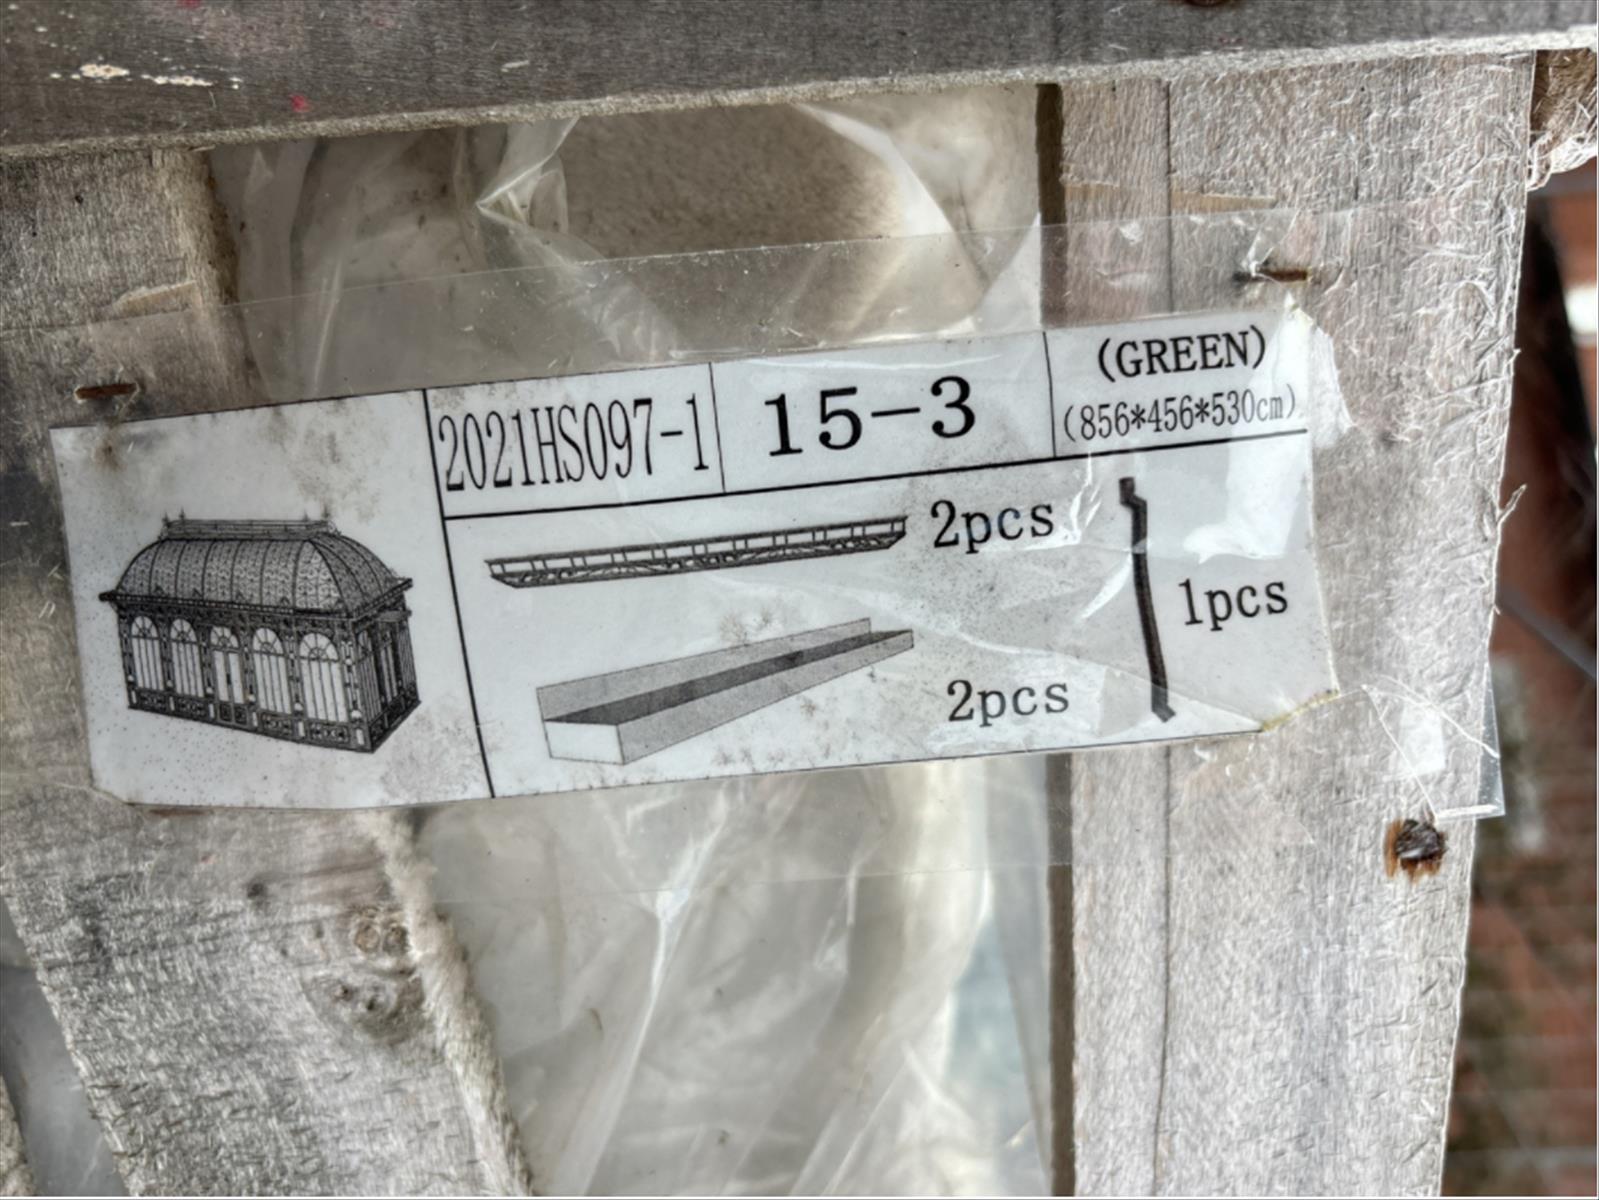 2021HS097-1
15-3
(GREEN)
(856*456*530cm)
2pcs
1pcs
2pcs